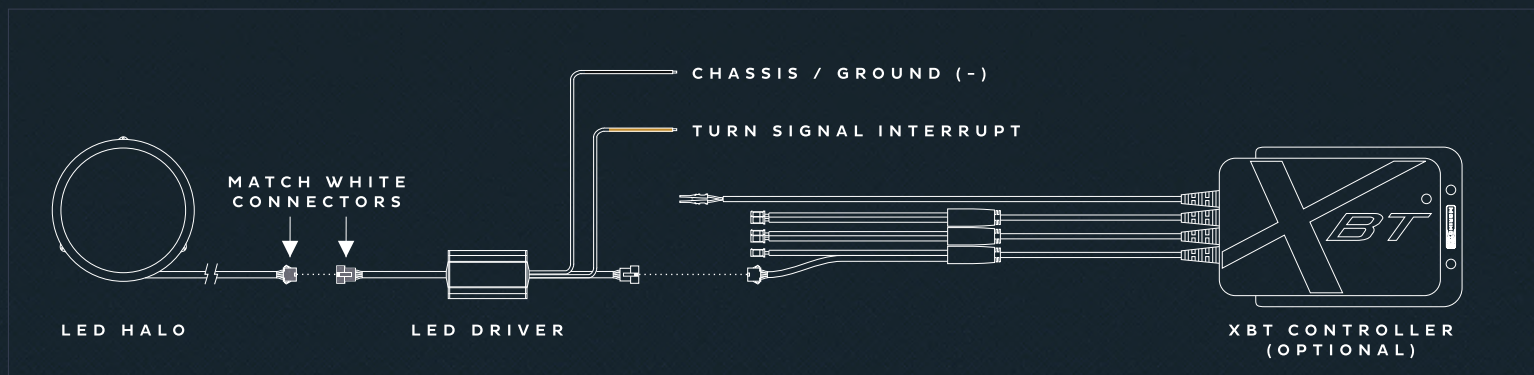 CHASSIS / GROUND (-)
TURN SIGNAL INTERRUPT
MATCH WHITE
CONNECTORS
XBT
LED HALO
LED DRIVER
XBT CONTROLLER
(OPTIONAL)